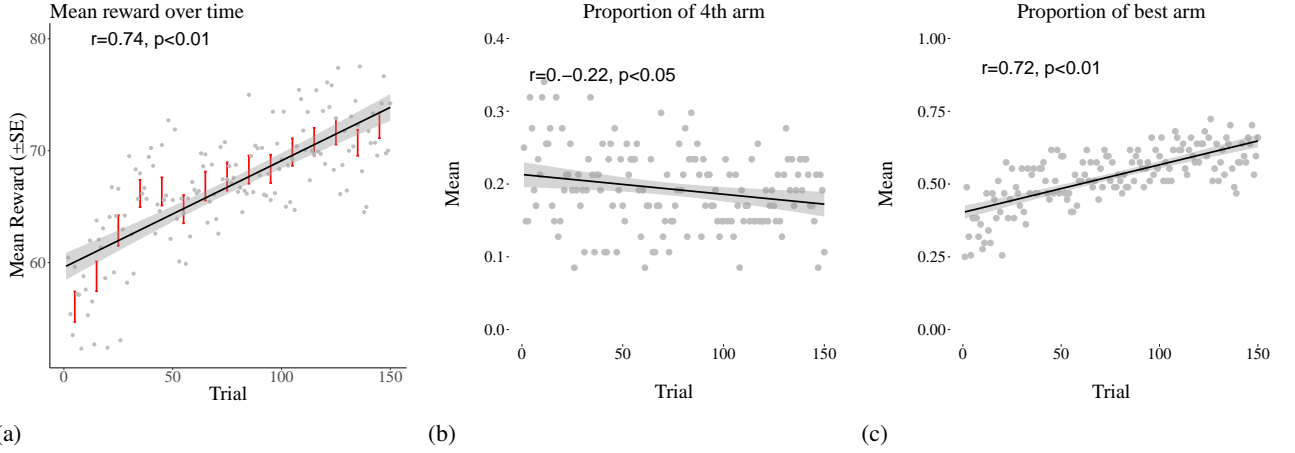 Mean reward over time
r=0.74, p<0.01
80
70
60
Mean Reward (±SE)
0 50 100 150
Trial
(a)
Proportion of 4th arm
r=0.−0.22, p<0.05
0.4
0.3
0.2
0.1
0.0
Mean
0 50 100 150
Trial
(b)
Proportion of best arm
r=0.72, p<0.01
1.00
0.75
0.50
0.25
0.00
Mean
0 50 100 150
Trial
(c)